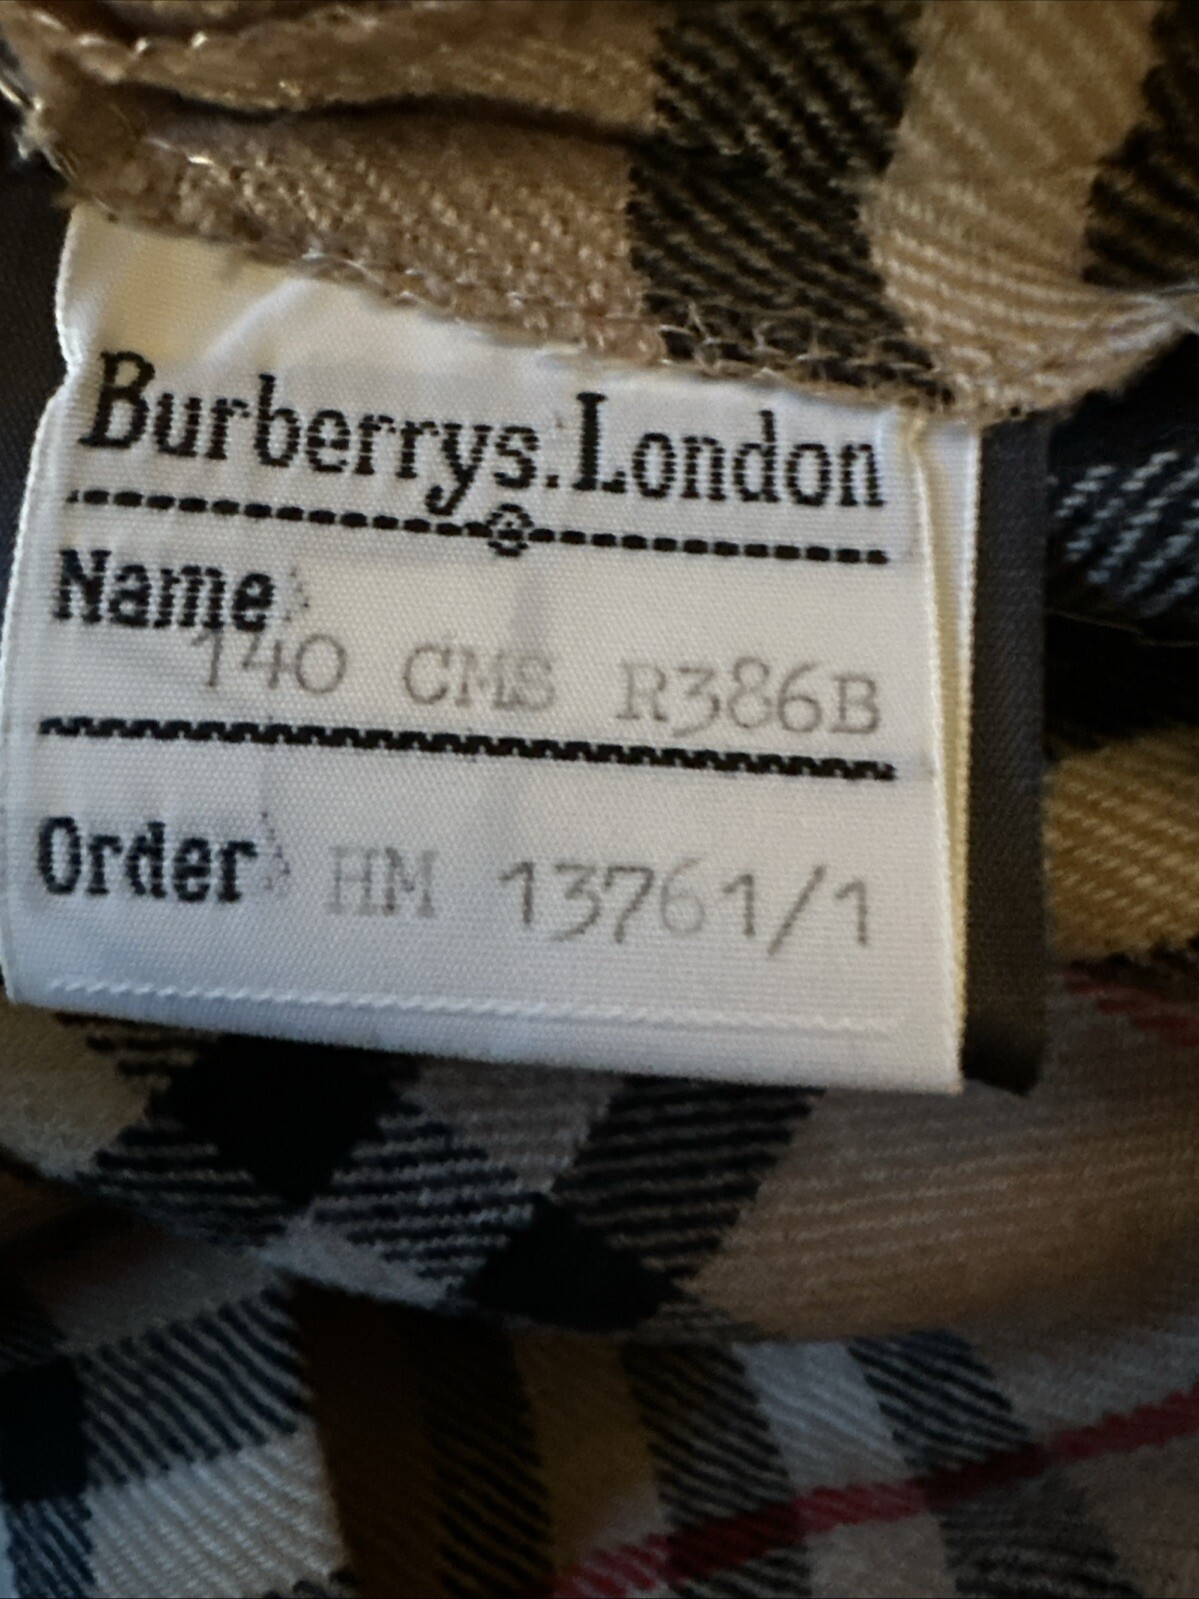 Burberrys.London
Name
140 CMS R386B
Order HM 13761/1